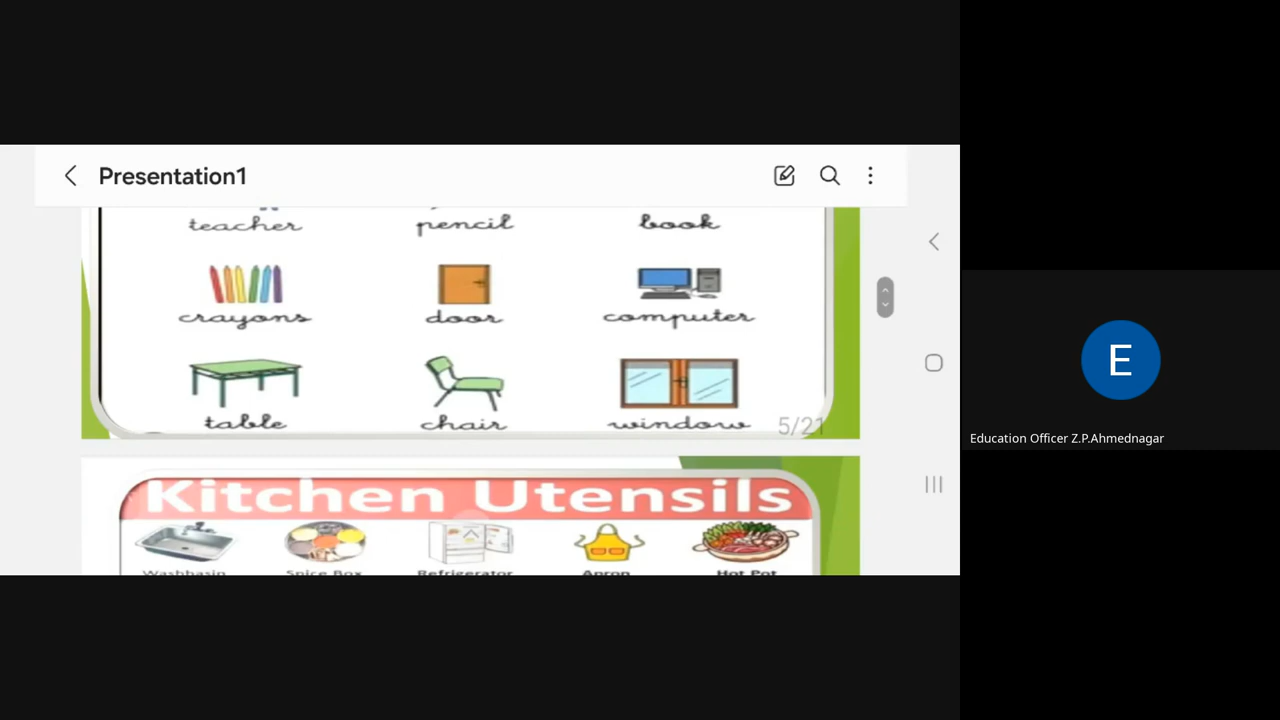 Presentation1
teacher pencil book
crayons door computer
table chair window 5/21
Kitchen Utensils
Washbasin Spice Box Refrigerator Apron Hot Pot
E
Education Officer Z.P.Ahmednagar